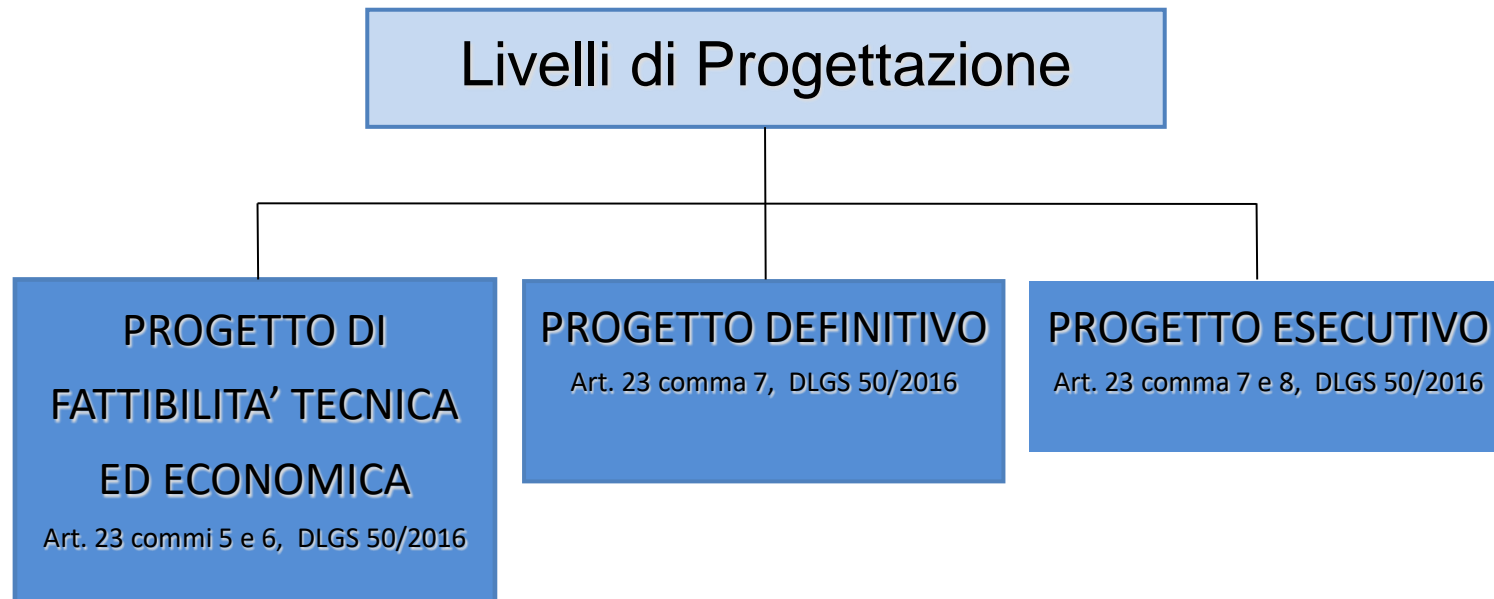 Livelli di Progettazione
PROGETTO DI
FATTIBILITA’ TECNICA
ED ECONOMICA
Art. 23 commi 5 e 6, DLGS 50/2016
PROGETTO DEFINITIVO
Art. 23 comma 7, DLGS 50/2016
PROGETTO ESECUTIVO
Art. 23 comma 7 e 8, DLGS 50/2016